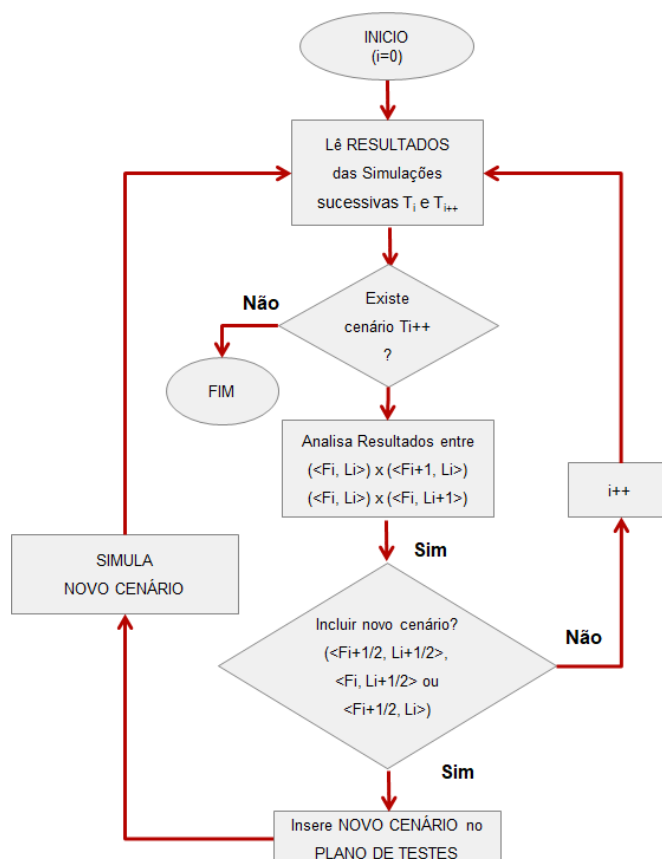 INICIO
(i=0)
Lê RESULTADOS
das Simulações
sucessivas Ti e Ti++
Existe
cenário Ti++
?
Não
FIM
Analisa Resultados entre
(<Fi, Li>) x (<Fi+1, Li>)
(<Fi, Li>) x (<Fi, Li+1>)
i++
Sim
SIMULA
NOVO CENÁRIO
Incluir novo cenário?
(<Fi+1/2, Li+1/2>,
<Fi, Li+1/2> ou
<Fi+1/2, Li>)
Não
Sim
Insere NOVO CENÁRIO no
PLANO DE TESTES